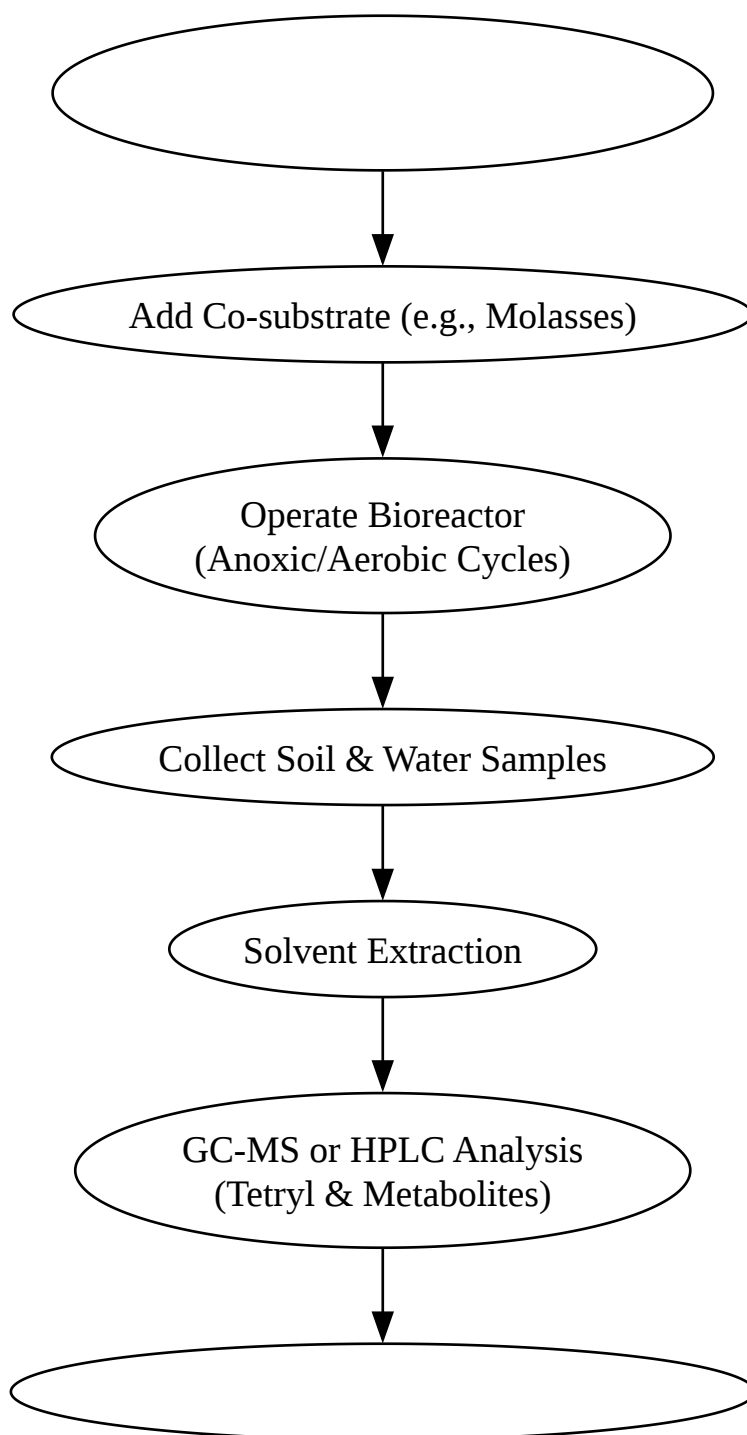 Add Co-substrate (e.g., Molasses)
Operate Bioreactor
(Anoxic/Aerobic Cycles)
Collect Soil & Water Samples
Solvent Extraction
GC-MS or HPLC Analysis
(Tetryl & Metabolites)